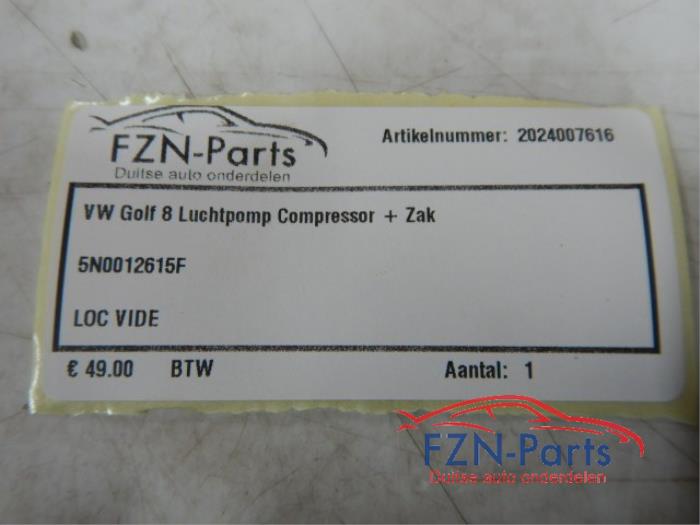 FZN-Parts
Duitse auto onderdelen
Artikelnummer: 2024007616
VW Golf 8 Luchtpomp Compressor + Zak
5N0012615F
LOC VIDE
€ 49.00 BTW Aantal: 1
FZN-Parts
Duitse auto onderdelen